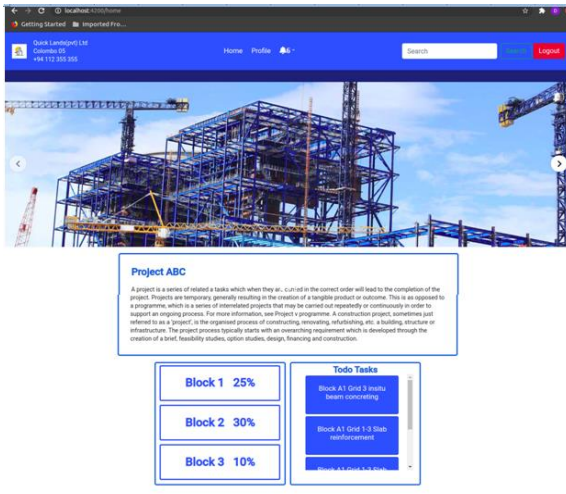 localhost:4200/home
Getting Started Imported Fro...
Quick Lands(pvt) Ltd
Colombo 05
+94 112 355 355
Home Profile 6
Search Search Logout
Project ABC
A project is a series of related a tasks which when they are carried in the correct order will lead to the completion of the
project. Projects are temporary, generally resulting in the creation of a tangible product or outcome. This is as opposed to
a programme, which is a series of interrelated projects that may be carried out repeatedly or continuously in order to
support an ongoing process. For more information, see Project v programme. A construction project, sometimes just
referred to as a 'project', is the organised process of constructing, renovating, refurbishing, etc. a building, structure or
infrastructure. The project process typically starts with an overarching requirement which is developed through the
creation of a brief, feasibility studies, option studies, design, financing and construction.
Block 1 25%
Block 2 30%
Block 3 10%
Todo Tasks
Block A1 Grid 3 insitu
beam concreting
Block A1 Grid 1-3 Slab
reinforcement
Block A1 Grid 1-3 Slab